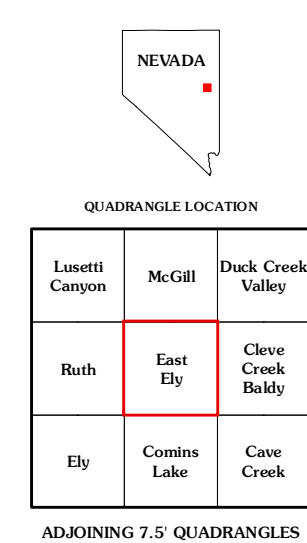 NEVADA
QUADRANGLE LOCATION
Lusetti
Canyon
McGill
Duck Creek
Valley
Ruth
East
Ely
Cleve
Creek
Baldy
Ely
Comins
Lake
Cave
Creek
ADJOINING 7.5' QUADRANGLES